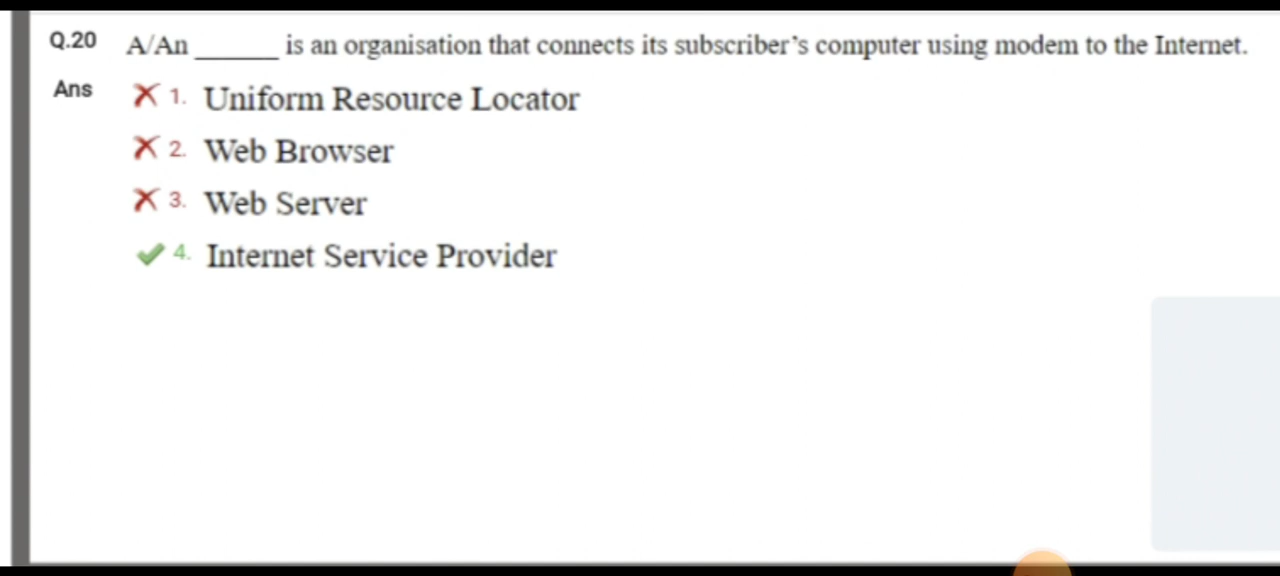 Q.20 A/An ______ is an organisation that connects its subscriber's computer using modem to the Internet.
Ans 1. Uniform Resource Locator
2. Web Browser
3. Web Server
4. Internet Service Provider